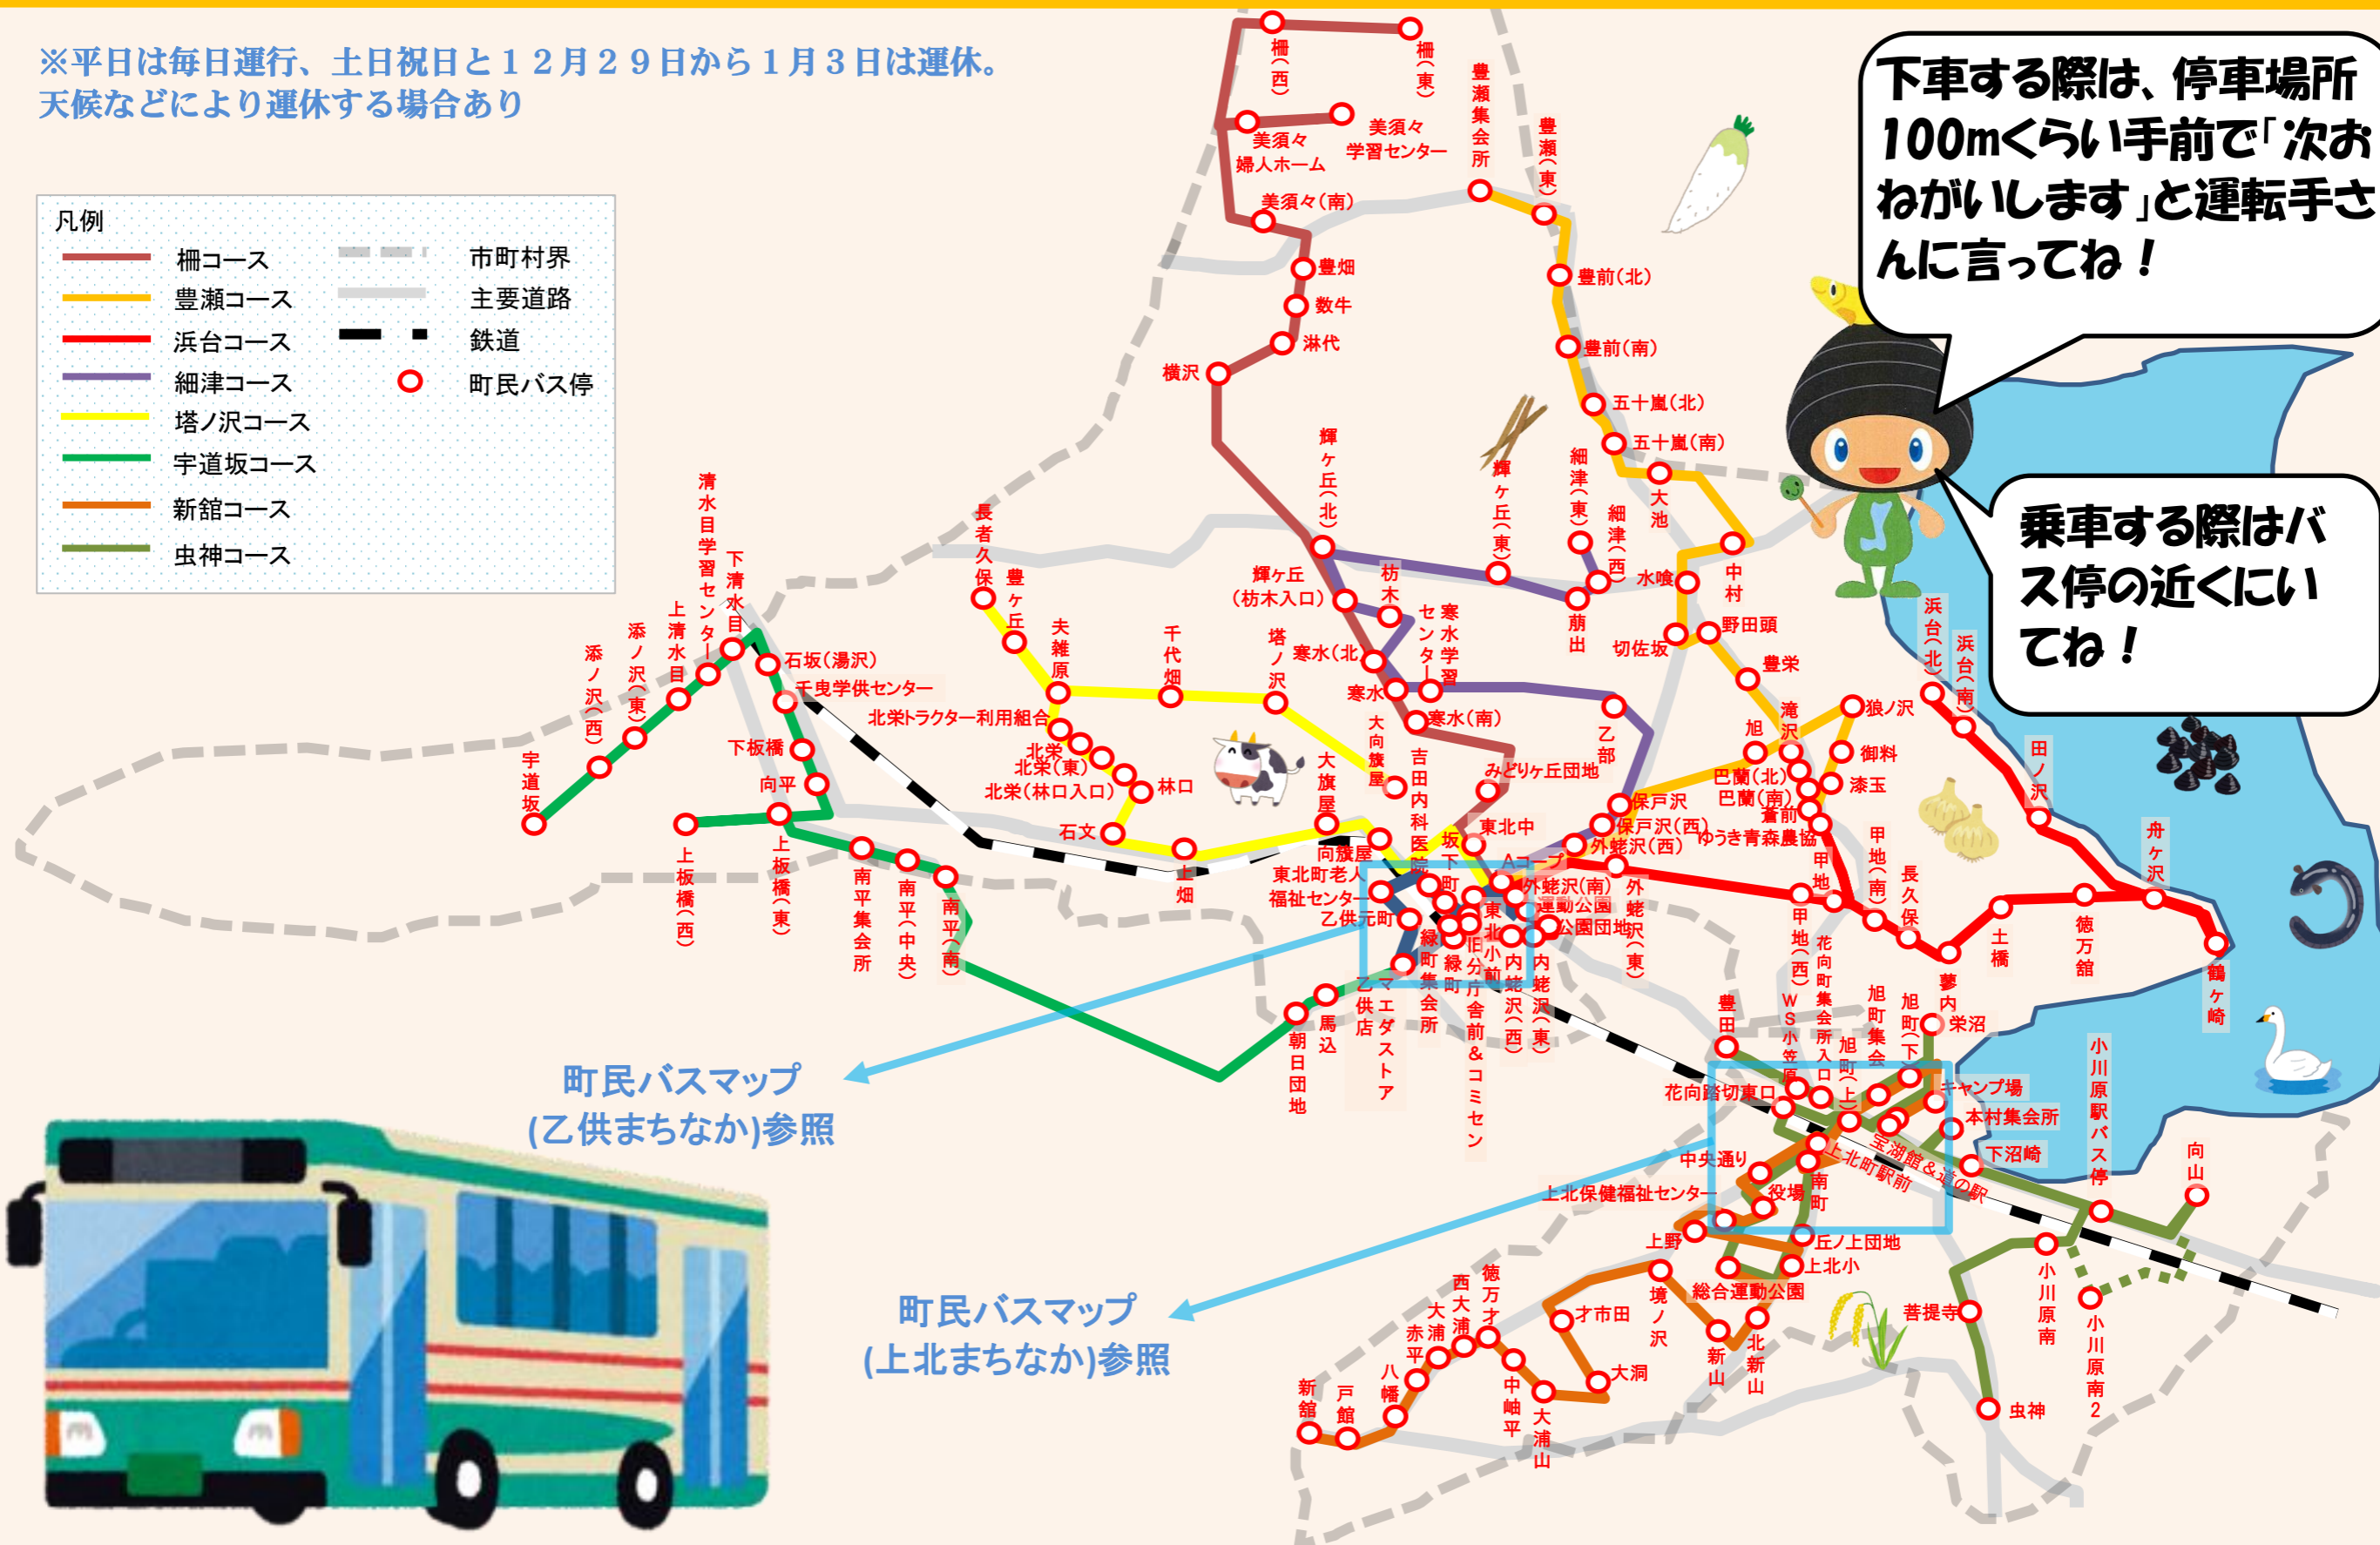 ※平日は毎日運行、土日祝日と１２月２９日から１月３日は運休。
天候などにより運休する場合あり
凡例
柵コース
豊瀬コース
浜台コース
細津コース
塔ノ沢コース
宇道坂コース
新舘コース
虫神コース
市町村界
主要道路
鉄道
町民バス停
下車する際は、停車場所
100mくらい手前で「次お
ねがいします」と運転手さ
んに言ってね！
乗車する際はバ
ス停の近くにい
てね！
柵（西）
柵（東）
美須々
婦人ホーム
美須々
学習センター
美須々（南）
豊畑
数牛
淋代
横沢
豊瀬集会所
豊瀬（東）
豊前（北）
豊前（南）
五十嵐（北）
五十嵐（南）
大池
中村
水喰
切佐坂
野田頭
豊栄
輝ヶ丘（北）
輝ヶ丘（東）
細津（東）
細津（西）
萠出
輝ヶ丘
（枋木入口）
枋木
寒水（北）
寒水学習
センター
寒水
寒水（南）
乙部
みどりヶ丘団地
長者久保
豊ヶ丘
夫雑原
千代畑
塔ノ沢
大向旗屋
北栄トラクター利用組合
北栄
北栄（東）
北栄（林口入口）
林口
石文
上畑
大旗屋
向旗屋
清水目学習センター
下清水目
上清水目
添ノ沢（東）
添ノ沢（西）
宇道坂
石坂（湯沢）
千曳学供センター
下板橋
向平
上板橋（西）
上板橋（東）
南平集会所
南平（中央）
南平（南）
朝日団地
馬込
マエダストア
乙供店
東北町老人
福祉センター
乙供元町
吉田内科医院
坂下町
東北中
Aコープ
緑町集会所
緑町
旧分庁舎前＆コミセン
東北小前
内蛯沢（西）
内蛯沢（東）
外蛯沢（南）
運動公園
公園団地
外蛯沢（東）
外蛯沢（西）
保戸沢（西）
保戸沢
旭
滝沢
巴蘭（北）
巴蘭（南）
蒼前
ゆうき青森農協
狼ノ沢
御料
漆玉
甲地
甲地（西）
甲地（南）
長久保
蓼内
土橋
徳万舘
舟ヶ沢
鶴ヶ崎
田ノ沢
浜台（南）
浜台（北）
町民バスマップ
(乙供まちなか)参照
町民バスマップ
(上北まちなか)参照
豊田
WS小笠原
花向町集会所入口
花向踏切東口
旭町（上）
旭町集会
旭町（下）
栄沼
キャンプ場
本村集会所
下沼崎
宝湖館＆道の駅
上北町駅前
中央通り
南町
役場
上北保健福祉センター
上野
丘ノ上団地
上北小
総合運動公園
境ノ沢
新山
北新山
才市田
大洞
大浦山
中岫平
徳万才
西大浦
大浦
赤平
八幡
戸館
新舘
小川原駅バス停
向山
小川原南
小川原南2
菩提寺
虫神